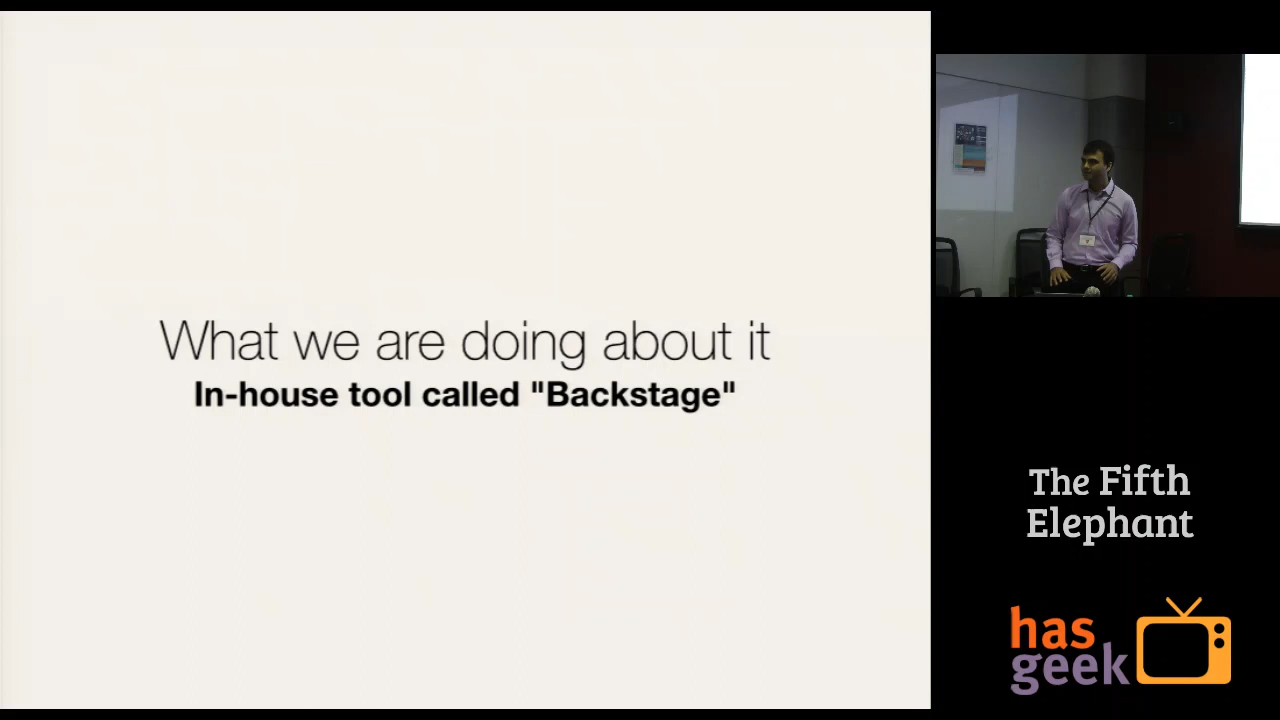 What we are doing about it
In-house tool called "Backstage"
The Fifth
Elephant
has
geek